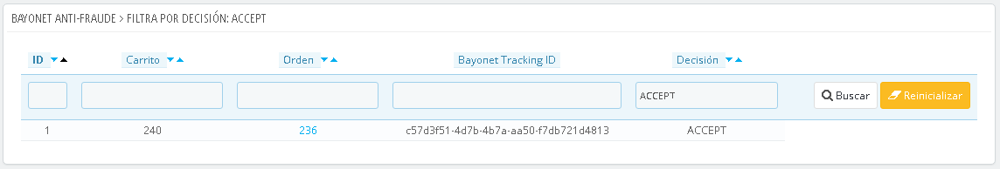 BAYONET ANTI-FRAUDE > FILTRA POR DECISIÓN: ACCEPT
ID Carrito Orden Bayonet Tracking ID Decisión
ACCEPT Buscar Reinicializar
1 240 236 c57d3f51-4d7b-4b7a-aa50-f7db721d4813 ACCEPT